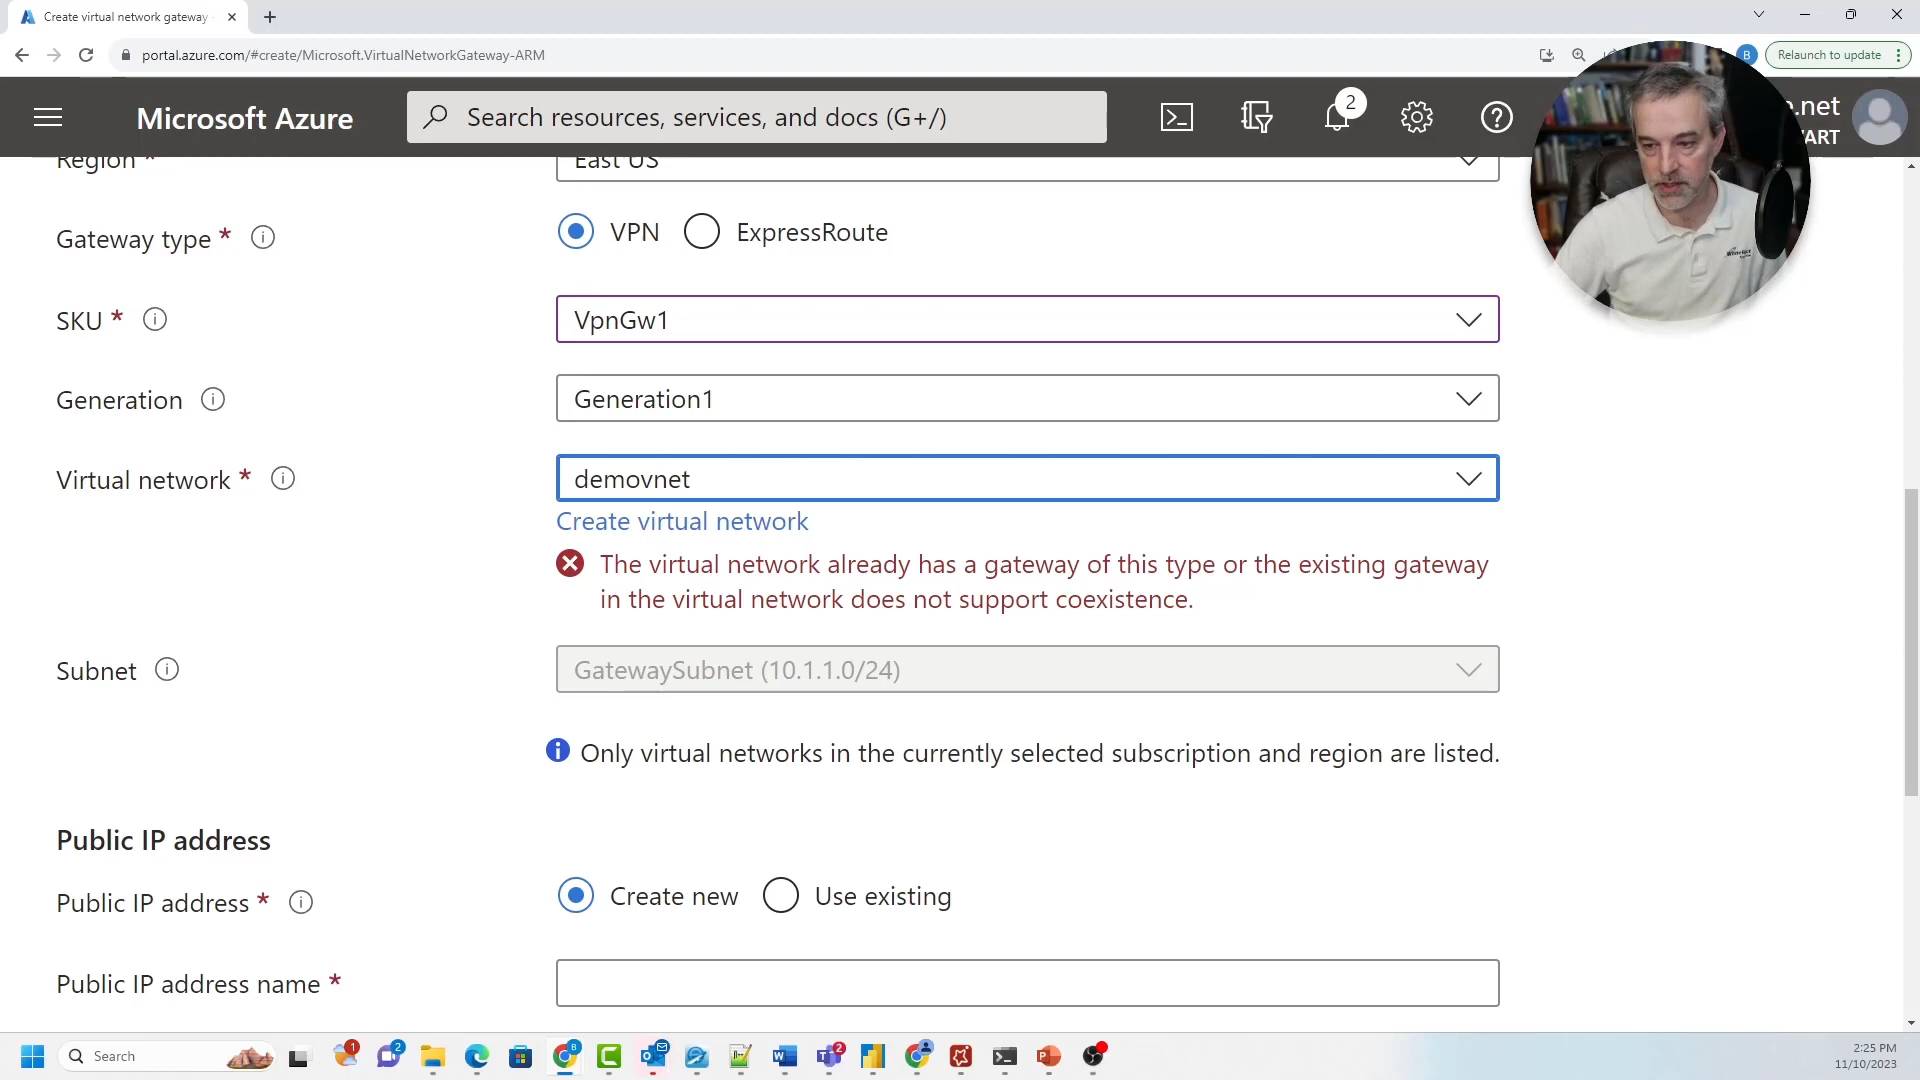 Create virtual network gateway
portal.azure.com/#create/Microsoft.VirtualNetworkGateway-ARM
B
Relaunch to update
Microsoft Azure
Search resources, services, and docs (G+/)
2
.net
ART
Region *
East US
Gateway type *
VPN
ExpressRoute
SKU *
VpnGw1
Generation
Generation1
Virtual network *
demovnet
Create virtual network
The virtual network already has a gateway of this type or the existing gateway
in the virtual network does not support coexistence.
Subnet
GatewaySubnet (10.1.1.0/24)
Only virtual networks in the currently selected subscription and region are listed.
Public IP address
Public IP address *
Create new
Use existing
Public IP address name *
Search
1
2
B
2
2:25 PM
11/10/2023